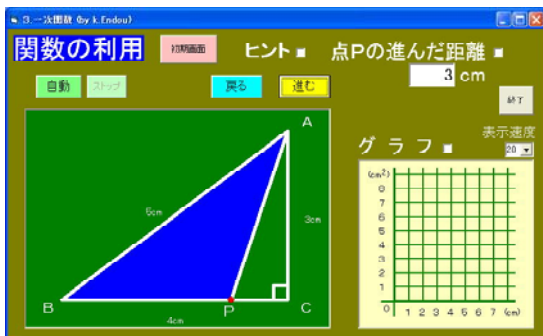 3.一次関数 (by k.Endou)
関数の利用
初期画面
ヒント
点Pの進んだ距離
3 cm
自動
ストップ
戻る
進む
終了
表示速度
20
グラフ
A
5cm
3cm
B
P
C
4cm
(cm²)
8
7
6
5
4
3
2
1
0 1 2 3 4 5 6 7 (cm)